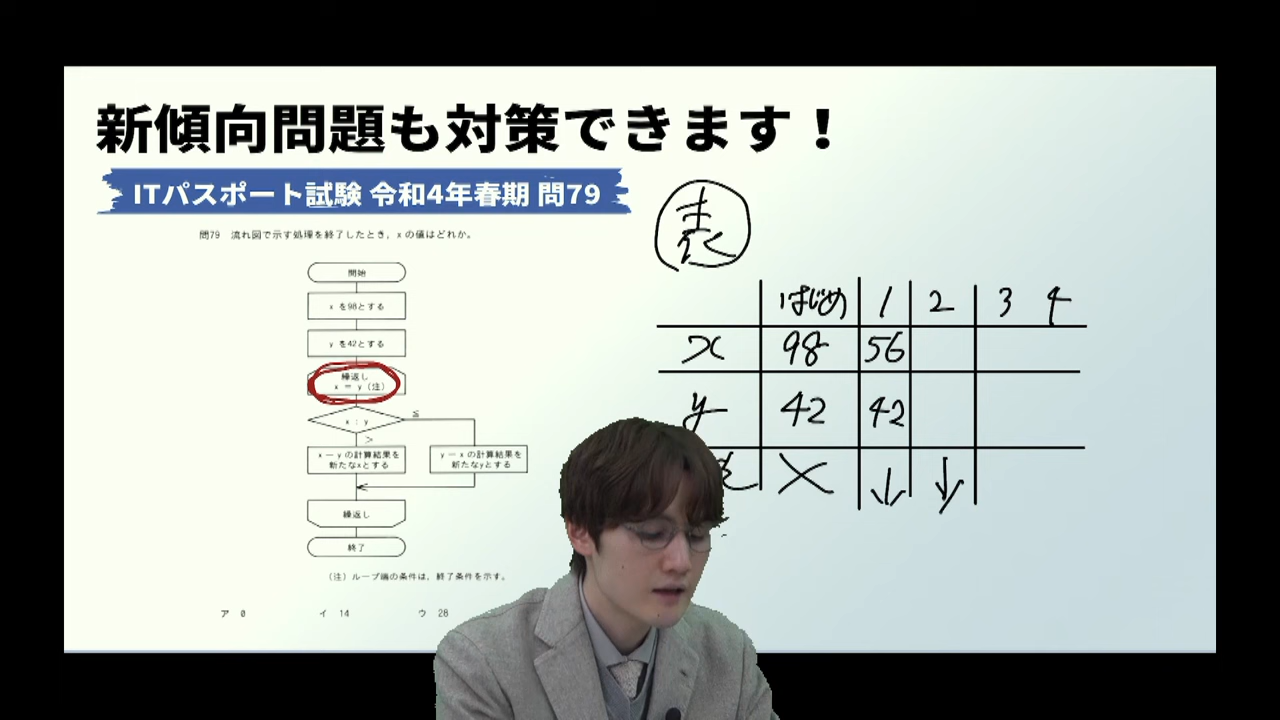 新傾向問題も対策できます！
ITパスポート試験 令和4年春期 問79
問79 流れ図で示す処理を終了したとき，x の値はどれか。
開始
x を98とする
y を42とする
繰返し
x ＝ y（注）
x：y
≦
＞
x－y の計算結果を
新たなxとする
y－x の計算結果を
新たなyとする
繰返し
終了
（注）ループ端の条件は，終了条件を示す。
ア 0 イ 14 ウ 28
表
はじめ 1 2 3 4
x 98 56
y 42 42
× ↓ ↓